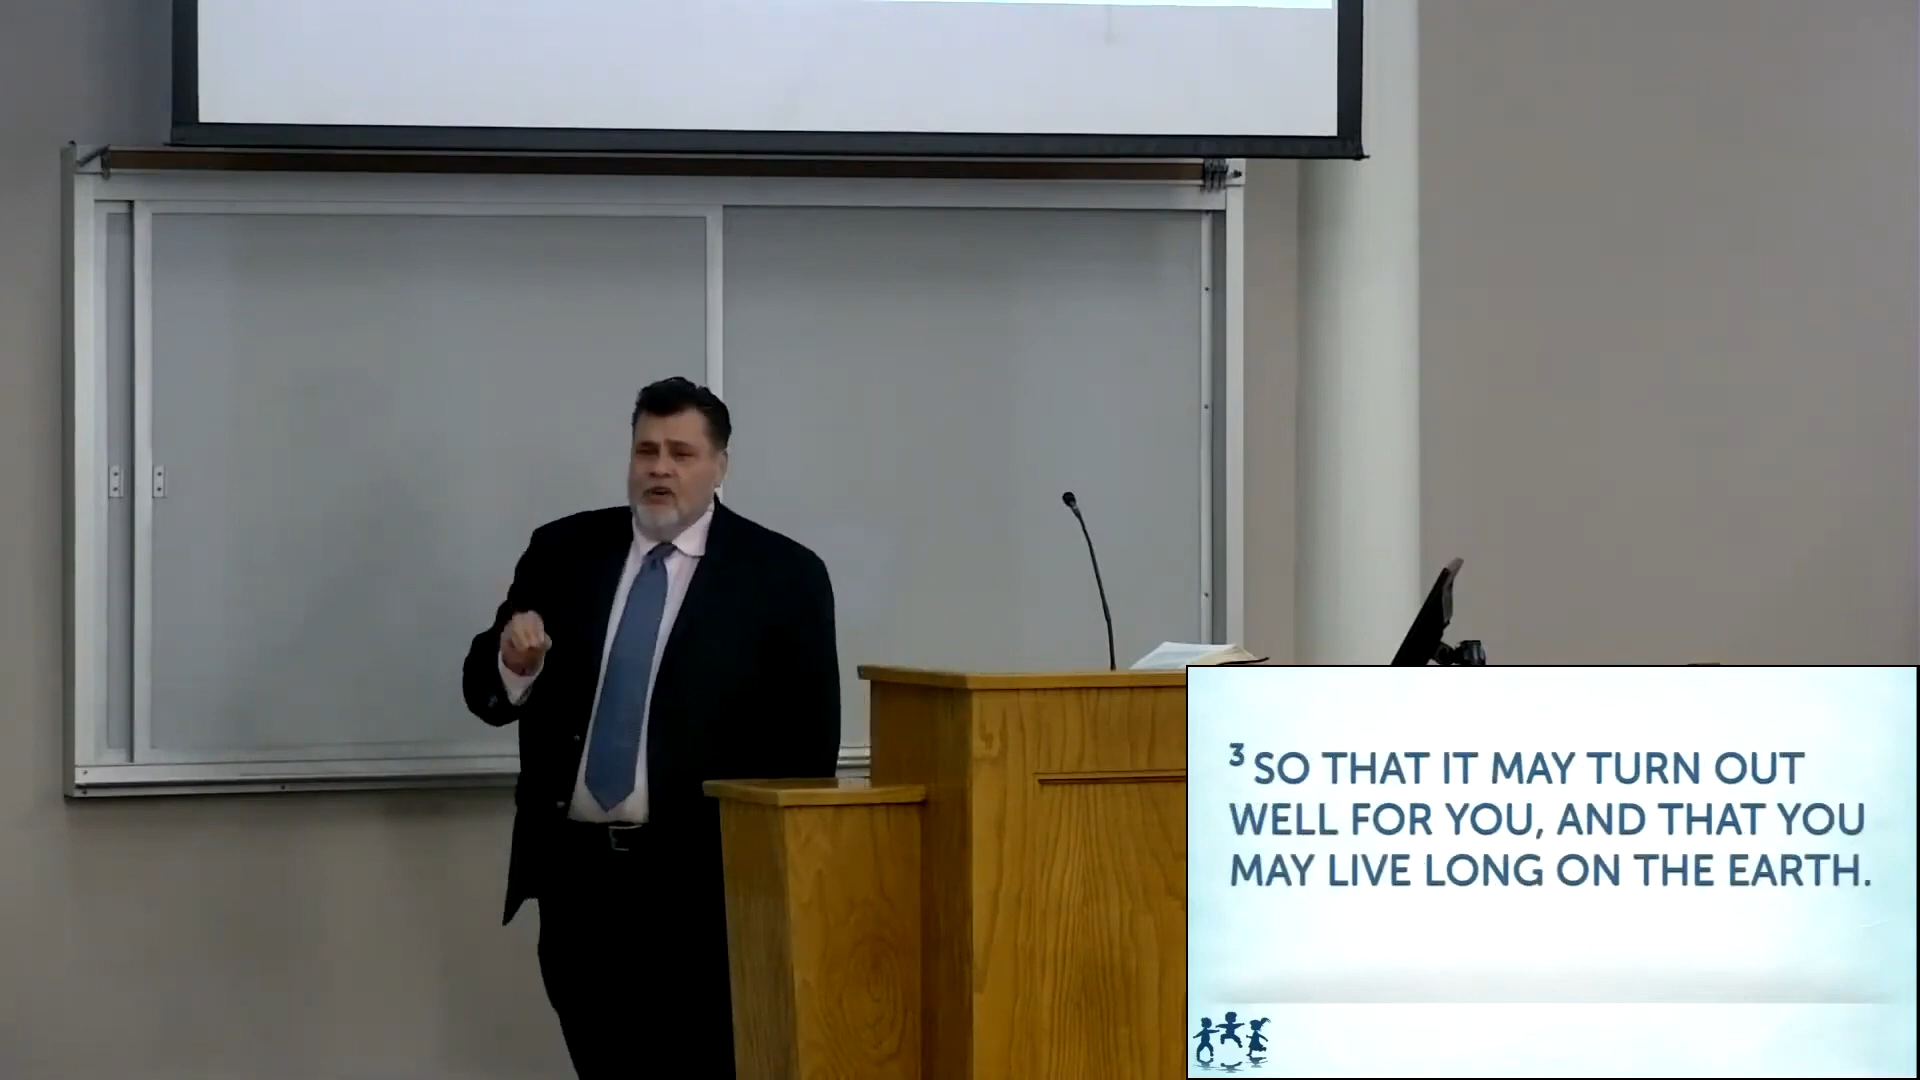 3 SO THAT IT MAY TURN OUT
WELL FOR YOU, AND THAT YOU
MAY LIVE LONG ON THE EARTH.